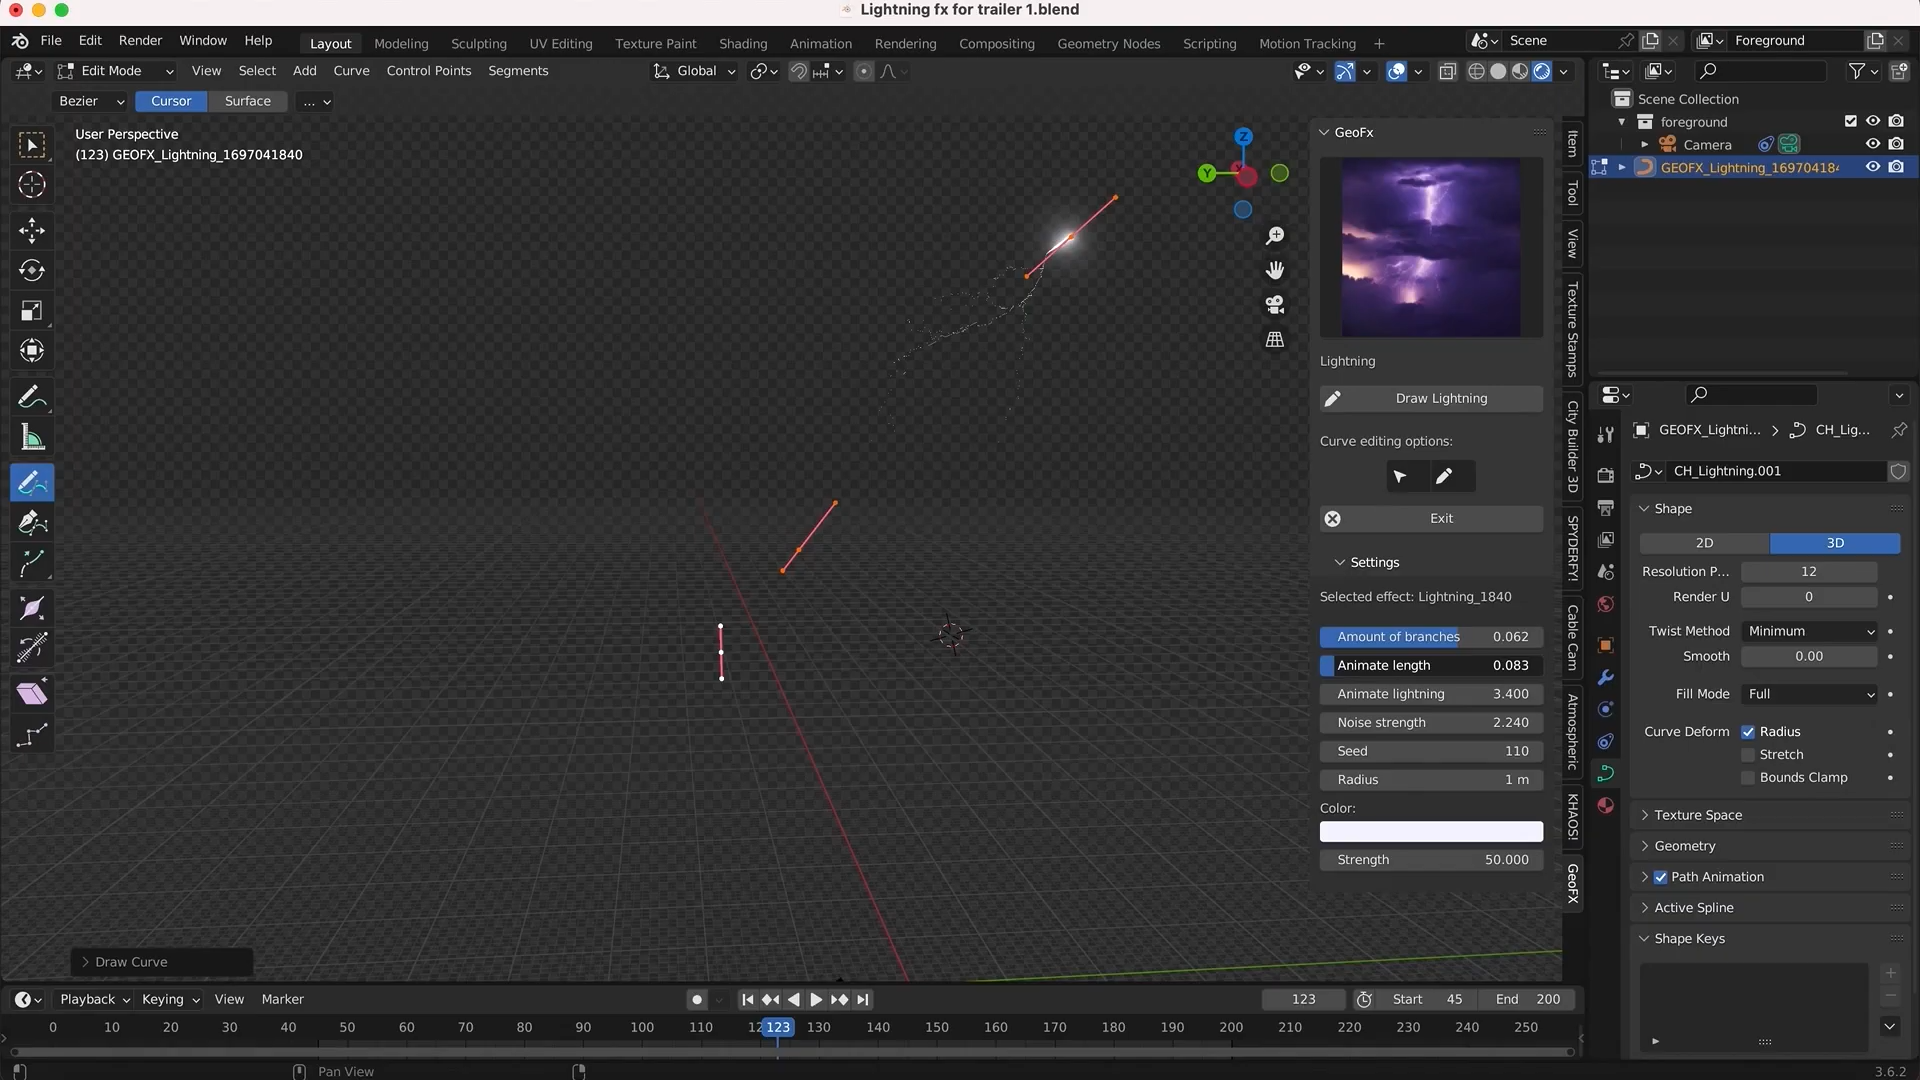 Lightning fx for trailer 1.blend
File Edit Render Window Help Layout Modeling Sculpting UV Editing Texture Paint Shading Animation Rendering Compositing Geometry Nodes Scripting Motion Tracking + Scene Foreground
Edit Mode View Select Add Curve Control Points Segments Global
Bezier Cursor Surface ...
User Perspective
(123) GEOFX_Lightning_1697041840
Z
Y
GeoFx
Lightning
Draw Lightning
Curve editing options:
Exit
Settings
Selected effect: Lightning_1840
Amount of branches 0.062
Animate length 0.083
Animate lightning 3.400
Noise strength 2.240
Seed 110
Radius 1 m
Color:
Strength 50.000
Item
Tool
View
Texture Stamps
City Builder 3D
SPYDERFY!
Cable Cam
Atmospheric
KHAOS!
GeoFX
Scene Collection
foreground
Camera
GEOFX_Lightning_16970418
GEOFX_Lightni... CH_Lig...
CH_Lightning.001
Shape
2D 3D
Resolution P... 12
Render U 0
Twist Method Minimum
Smooth 0.00
Fill Mode Full
Curve Deform Radius
Stretch
Bounds Clamp
Texture Space
Geometry
Path Animation
Active Spline
Shape Keys
Draw Curve
Playback Keying View Marker 123 Start 45 End 200
0 10 20 30 40 50 60 70 80 90 100 110 12 123 130 140 150 160 170 180 190 200 210 220 230 240 250
Pan View 3.6.2